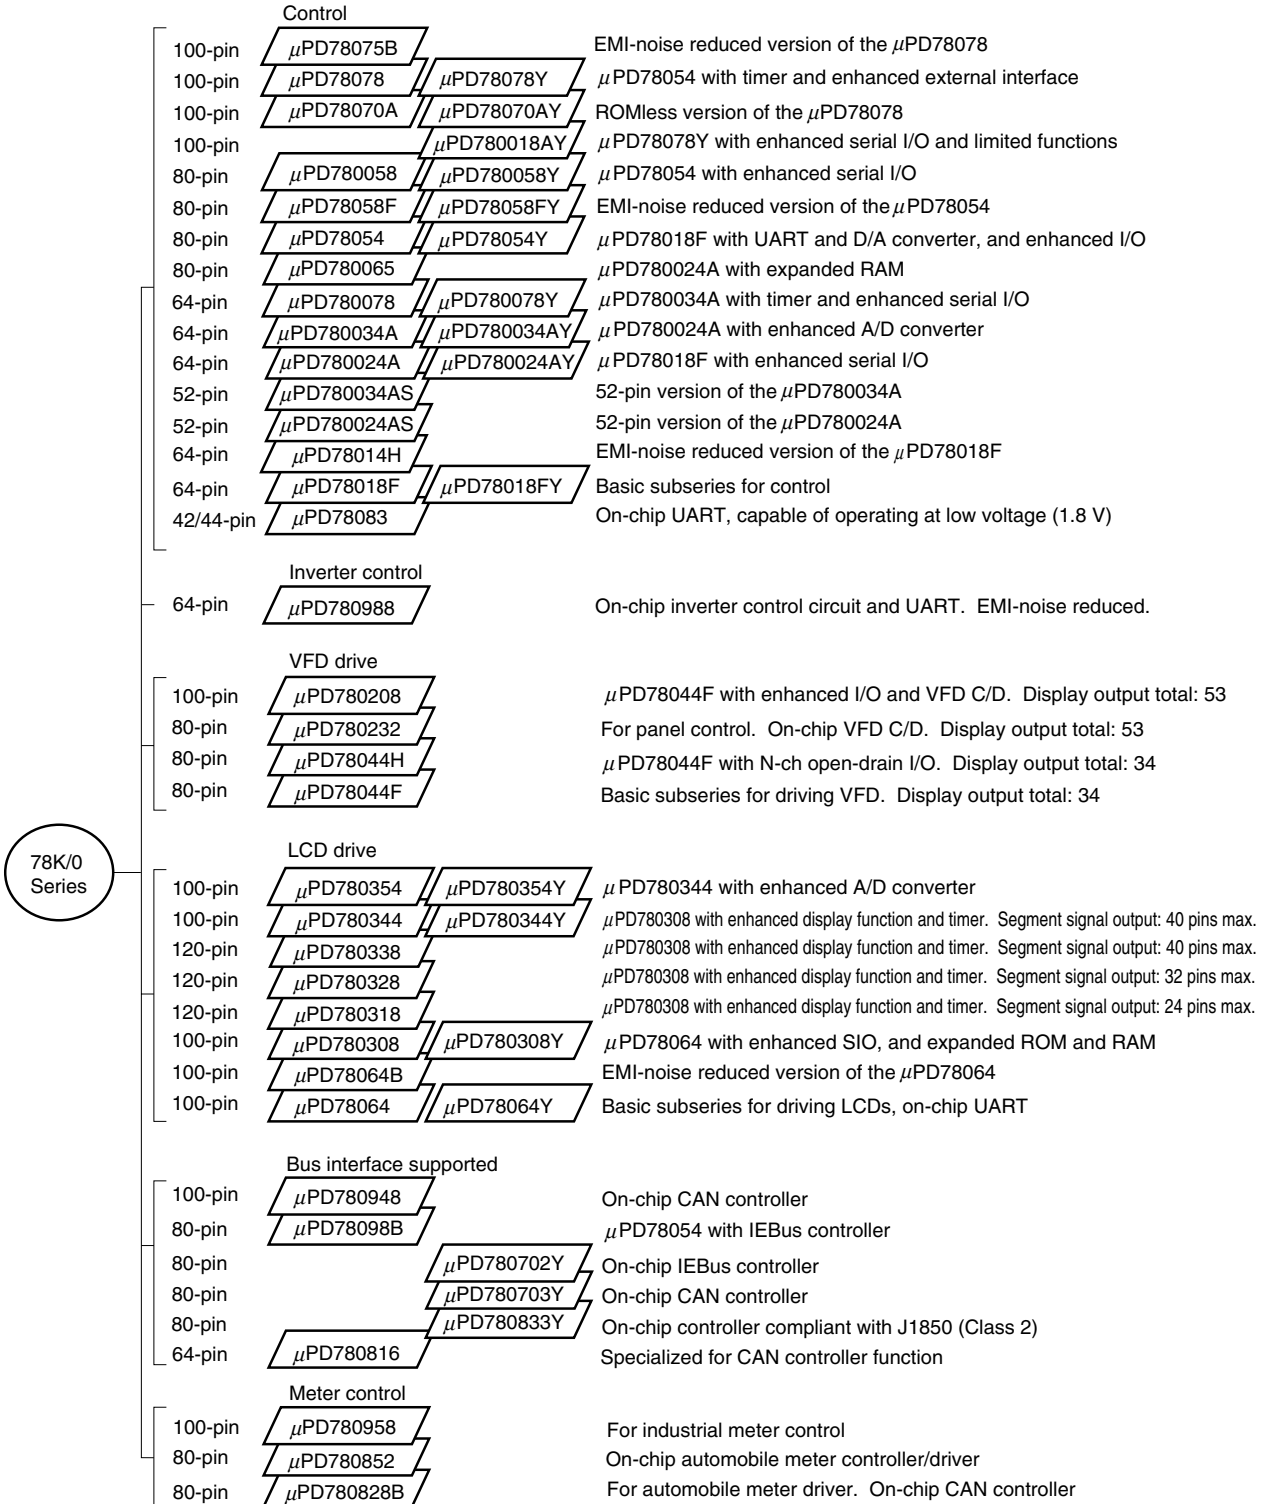 Control
100-pin μPD78075B EMI-noise reduced version of the μPD78078
100-pin μPD78078 μPD78078Y μPD78054 with timer and enhanced external interface
100-pin μPD78070A μPD78070AY ROMless version of the μPD78078
100-pin μPD780018AY μPD78078Y with enhanced serial I/O and limited functions
80-pin μPD780058 μPD780058Y μPD78054 with enhanced serial I/O
80-pin μPD78058F μPD78058FY EMI-noise reduced version of the μPD78054
80-pin μPD78054 μPD78054Y μPD78018F with UART and D/A converter, and enhanced I/O
80-pin μPD780065 μPD780024A with expanded RAM
64-pin μPD780078 μPD780078Y μPD780034A with timer and enhanced serial I/O
64-pin μPD780034A μPD780034AY μPD780024A with enhanced A/D converter
64-pin μPD780024A μPD780024AY μPD78018F with enhanced serial I/O
52-pin μPD780034AS 52-pin version of the μPD780034A
52-pin μPD780024AS 52-pin version of the μPD780024A
64-pin μPD78014H EMI-noise reduced version of the μPD78018F
64-pin μPD78018F μPD78018FY Basic subseries for control
42/44-pin μPD78083 On-chip UART, capable of operating at low voltage (1.8 V)
Inverter control
64-pin μPD780988 On-chip inverter control circuit and UART. EMI-noise reduced.
VFD drive
100-pin μPD780208 μPD78044F with enhanced I/O and VFD C/D. Display output total: 53
80-pin μPD780232 For panel control. On-chip VFD C/D. Display output total: 53
80-pin μPD78044H μPD78044F with N-ch open-drain I/O. Display output total: 34
80-pin μPD78044F Basic subseries for driving VFD. Display output total: 34
78K/0
Series
LCD drive
100-pin μPD780354 μPD780354Y μPD780344 with enhanced A/D converter
100-pin μPD780344 μPD780344Y μPD780308 with enhanced display function and timer. Segment signal output: 40 pins max.
120-pin μPD780338 μPD780308 with enhanced display function and timer. Segment signal output: 40 pins max.
120-pin μPD780328 μPD780308 with enhanced display function and timer. Segment signal output: 32 pins max.
120-pin μPD780318 μPD780308 with enhanced display function and timer. Segment signal output: 24 pins max.
100-pin μPD780308 μPD780308Y μPD78064 with enhanced SIO, and expanded ROM and RAM
100-pin μPD78064B EMI-noise reduced version of the μPD78064
100-pin μPD78064 μPD78064Y Basic subseries for driving LCDs, on-chip UART
Bus interface supported
100-pin μPD780948 On-chip CAN controller
80-pin μPD78098B μPD78054 with IEBus controller
80-pin μPD780702Y On-chip IEBus controller
80-pin μPD780703Y On-chip CAN controller
80-pin μPD780833Y On-chip controller compliant with J1850 (Class 2)
64-pin μPD780816 Specialized for CAN controller function
Meter control
100-pin μPD780958 For industrial meter control
80-pin μPD780852 On-chip automobile meter controller/driver
80-pin μPD780828B For automobile meter driver. On-chip CAN controller